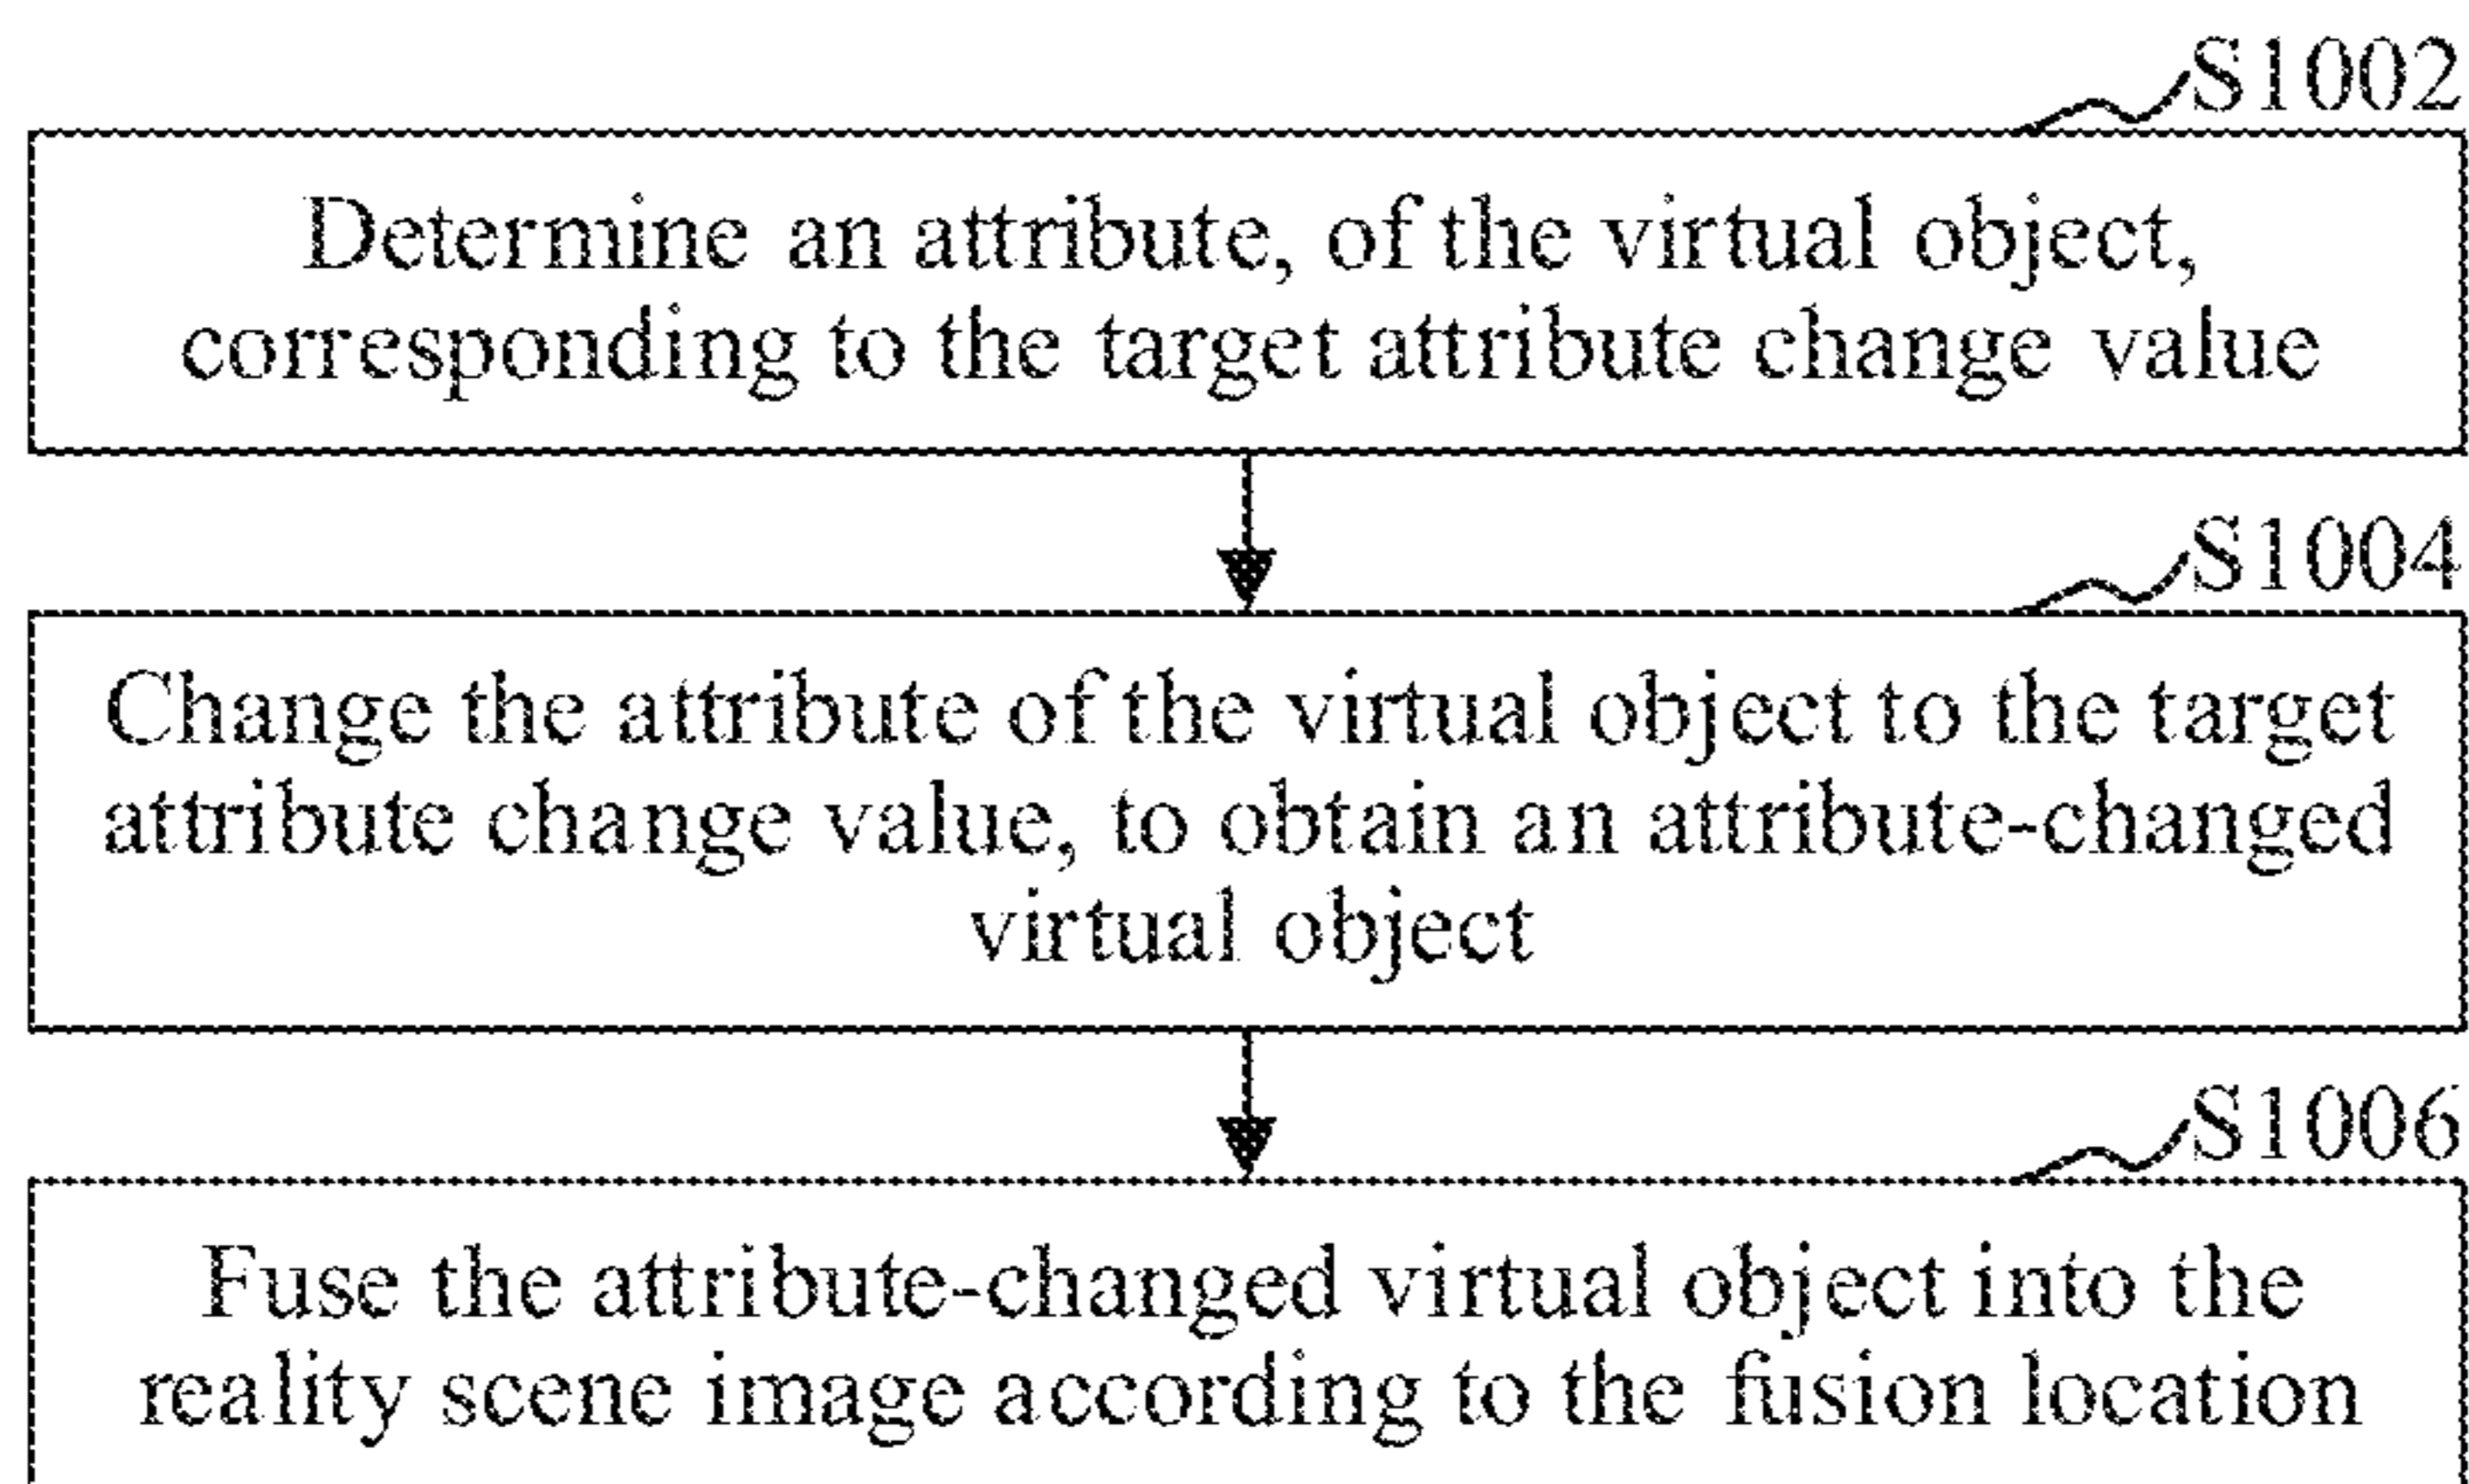 S1002
Determine an attribute, of the virtual object,
corresponding to the target attribute change value
S1004
Change the attribute of the virtual object to the target
attribute change value, to obtain an attribute-changed
virtual object
S1006
Fuse the attribute-changed virtual object into the
reality scene image according to the fusion location